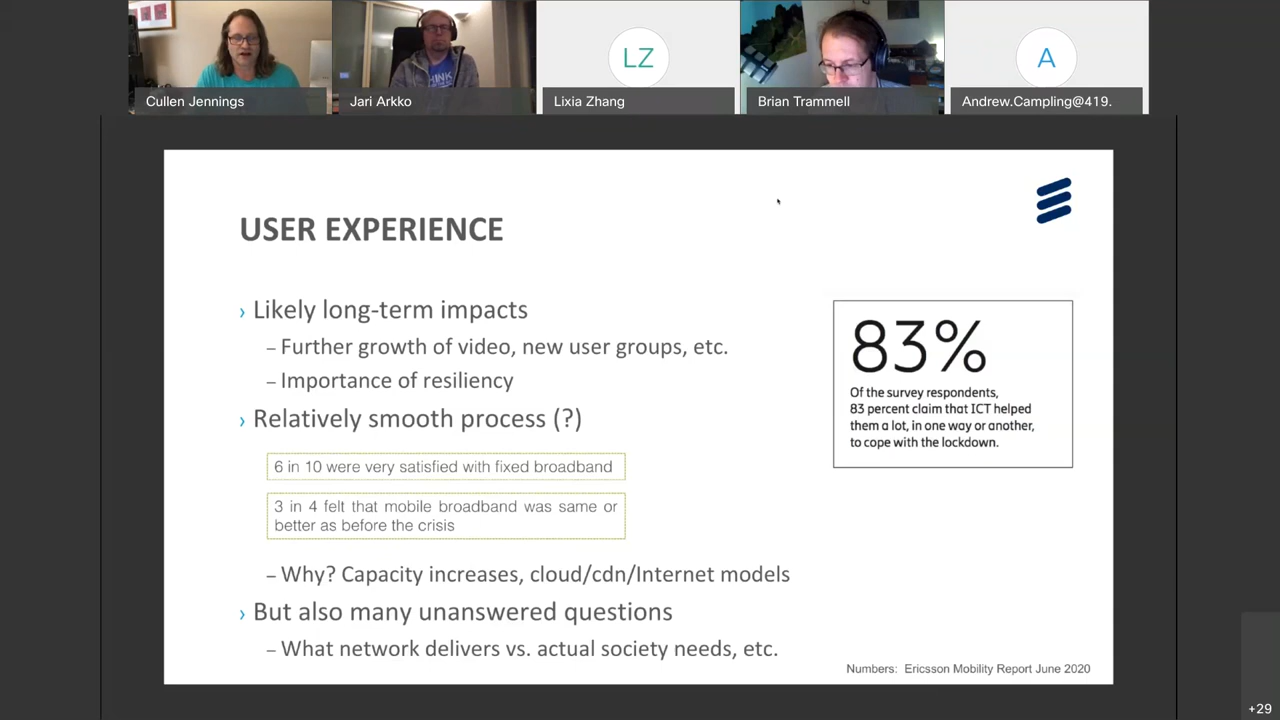 LZ
A
Cullen Jennings
Jari Arkko
Lixia Zhang
Brian Trammell
Andrew.Campling@419.
USER EXPERIENCE
› Likely long-term impacts
– Further growth of video, new user groups, etc.
– Importance of resiliency
› Relatively smooth process (?)
6 in 10 were very satisfied with fixed broadband
3 in 4 felt that mobile broadband was same or
better as before the crisis
– Why? Capacity increases, cloud/cdn/Internet models
› But also many unanswered questions
– What network delivers vs. actual society needs, etc.
83%
Of the survey respondents,
83 percent claim that ICT helped
them a lot, in one way or another,
to cope with the lockdown.
Numbers: Ericsson Mobility Report June 2020
+29